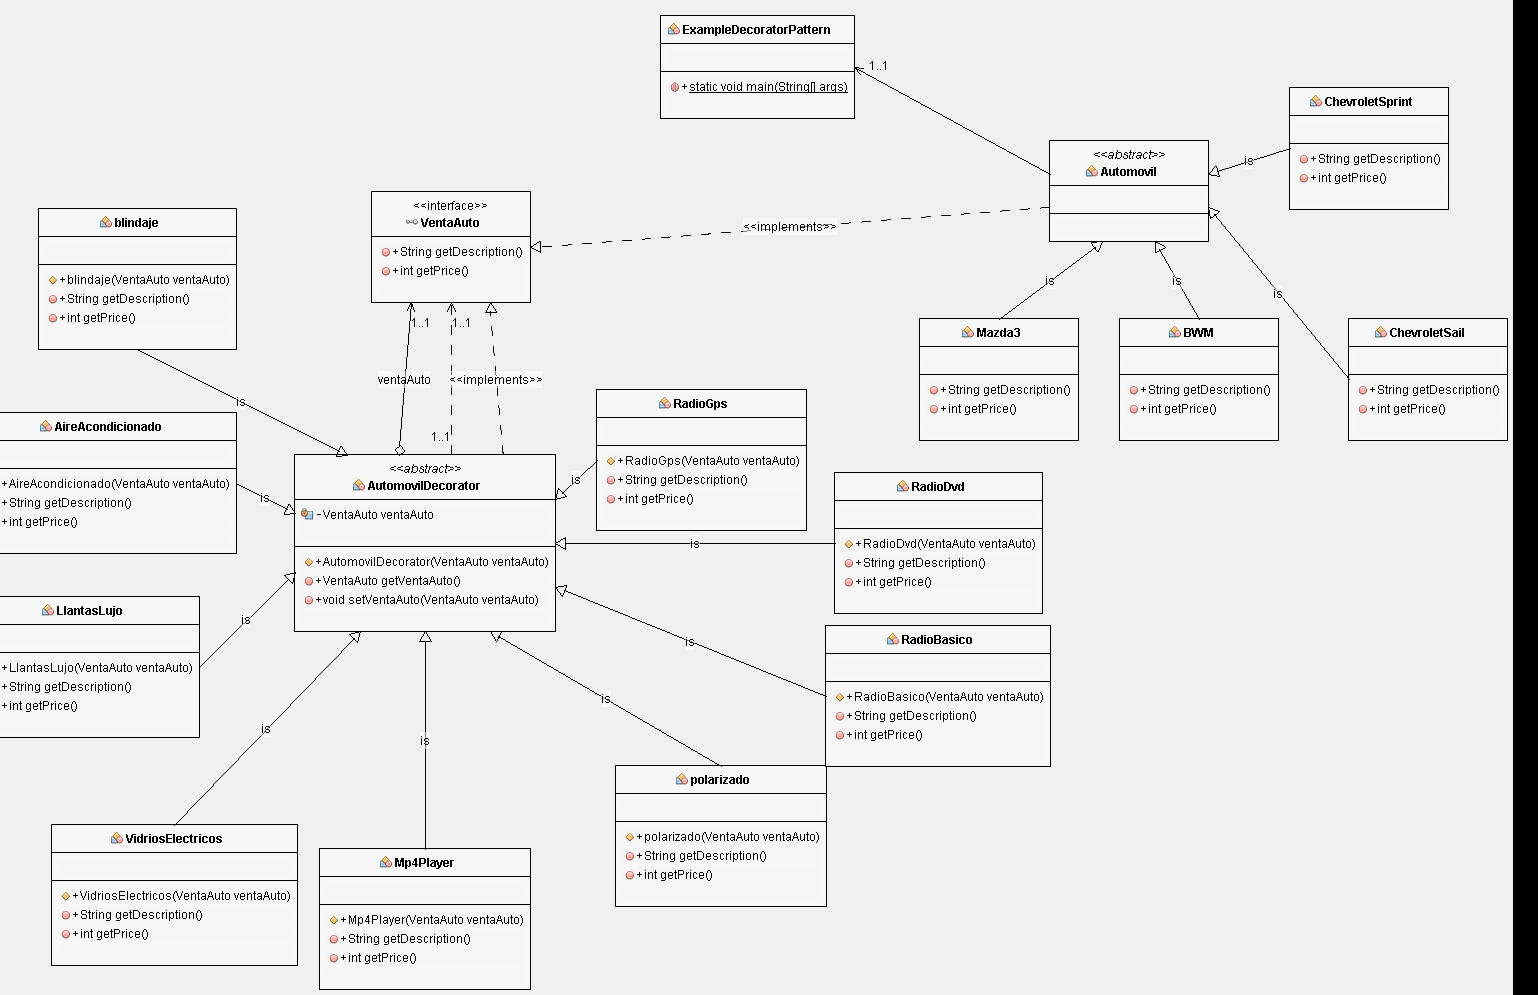 ExampleDecoratorPattern
+static void main(String[] args)
1..1
ChevroletSprint
+String getDescription()
+int getPrice()
is
<<abstract>>
Automovil
<<interface>>
VentaAuto
+String getDescription()
+int getPrice()
<<implements>>
blindaje
+blindaje(VentaAuto ventaAuto)
+String getDescription()
+int getPrice()
is
is
is
Mazda3
+String getDescription()
+int getPrice()
BWM
+String getDescription()
+int getPrice()
ChevroletSail
+String getDescription()
+int getPrice()
1..1
1..1
ventaAuto
<<implements>>
1..1
is
AireAcondicionado
+AireAcondicionado(VentaAuto ventaAuto)
+String getDescription()
+int getPrice()
is
RadioGps
+RadioGps(VentaAuto ventaAuto)
+String getDescription()
+int getPrice()
is
<<abstract>>
AutomovilDecorator
-VentaAuto ventaAuto
+AutomovilDecorator(VentaAuto ventaAuto)
+VentaAuto getVentaAuto()
+void setVentaAuto(VentaAuto ventaAuto)
RadioDvd
+RadioDvd(VentaAuto ventaAuto)
+String getDescription()
+int getPrice()
is
LlantasLujo
+LlantasLujo(VentaAuto ventaAuto)
+String getDescription()
+int getPrice()
is
RadioBasico
+RadioBasico(VentaAuto ventaAuto)
+String getDescription()
+int getPrice()
is
is
is
is
polarizado
+polarizado(VentaAuto ventaAuto)
+String getDescription()
+int getPrice()
VidriosElectricos
+VidriosElectricos(VentaAuto ventaAuto)
+String getDescription()
+int getPrice()
Mp4Player
+Mp4Player(VentaAuto ventaAuto)
+String getDescription()
+int getPrice()